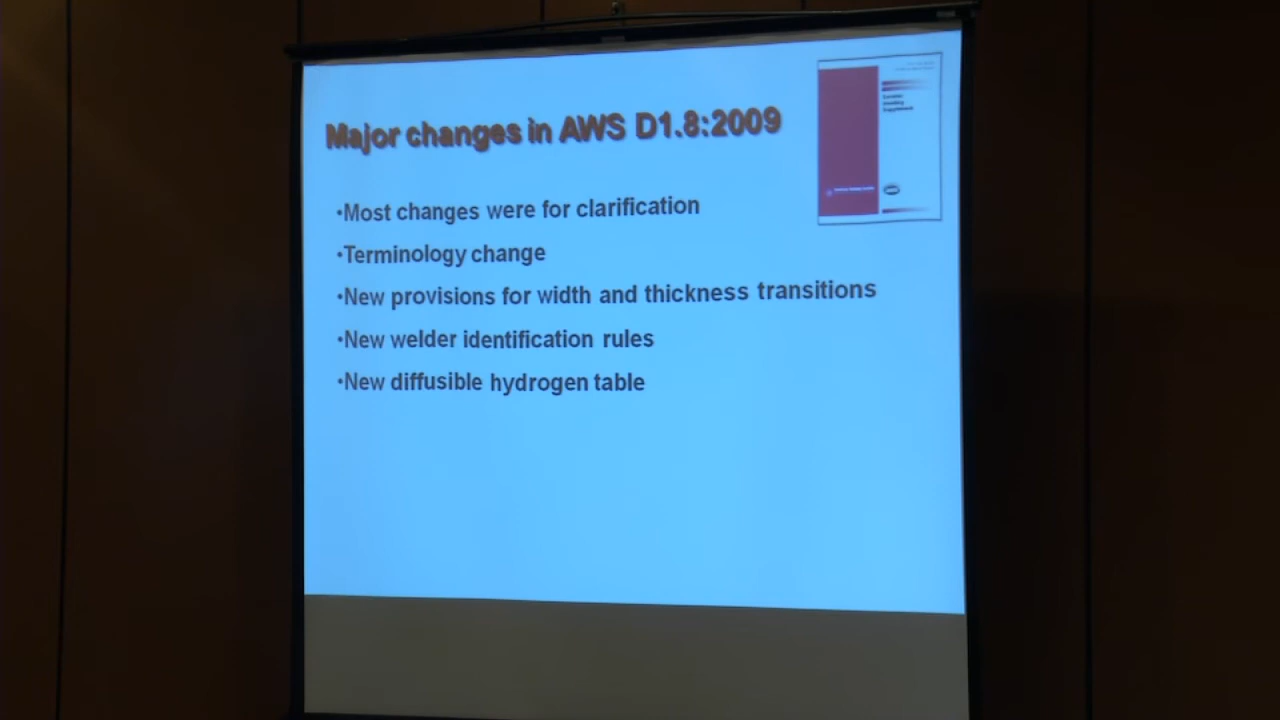 Major changes in AWS D1.8:2009
•Most changes were for clarification
•Terminology change
•New provisions for width and thickness transitions
•New welder identification rules
•New diffusible hydrogen table